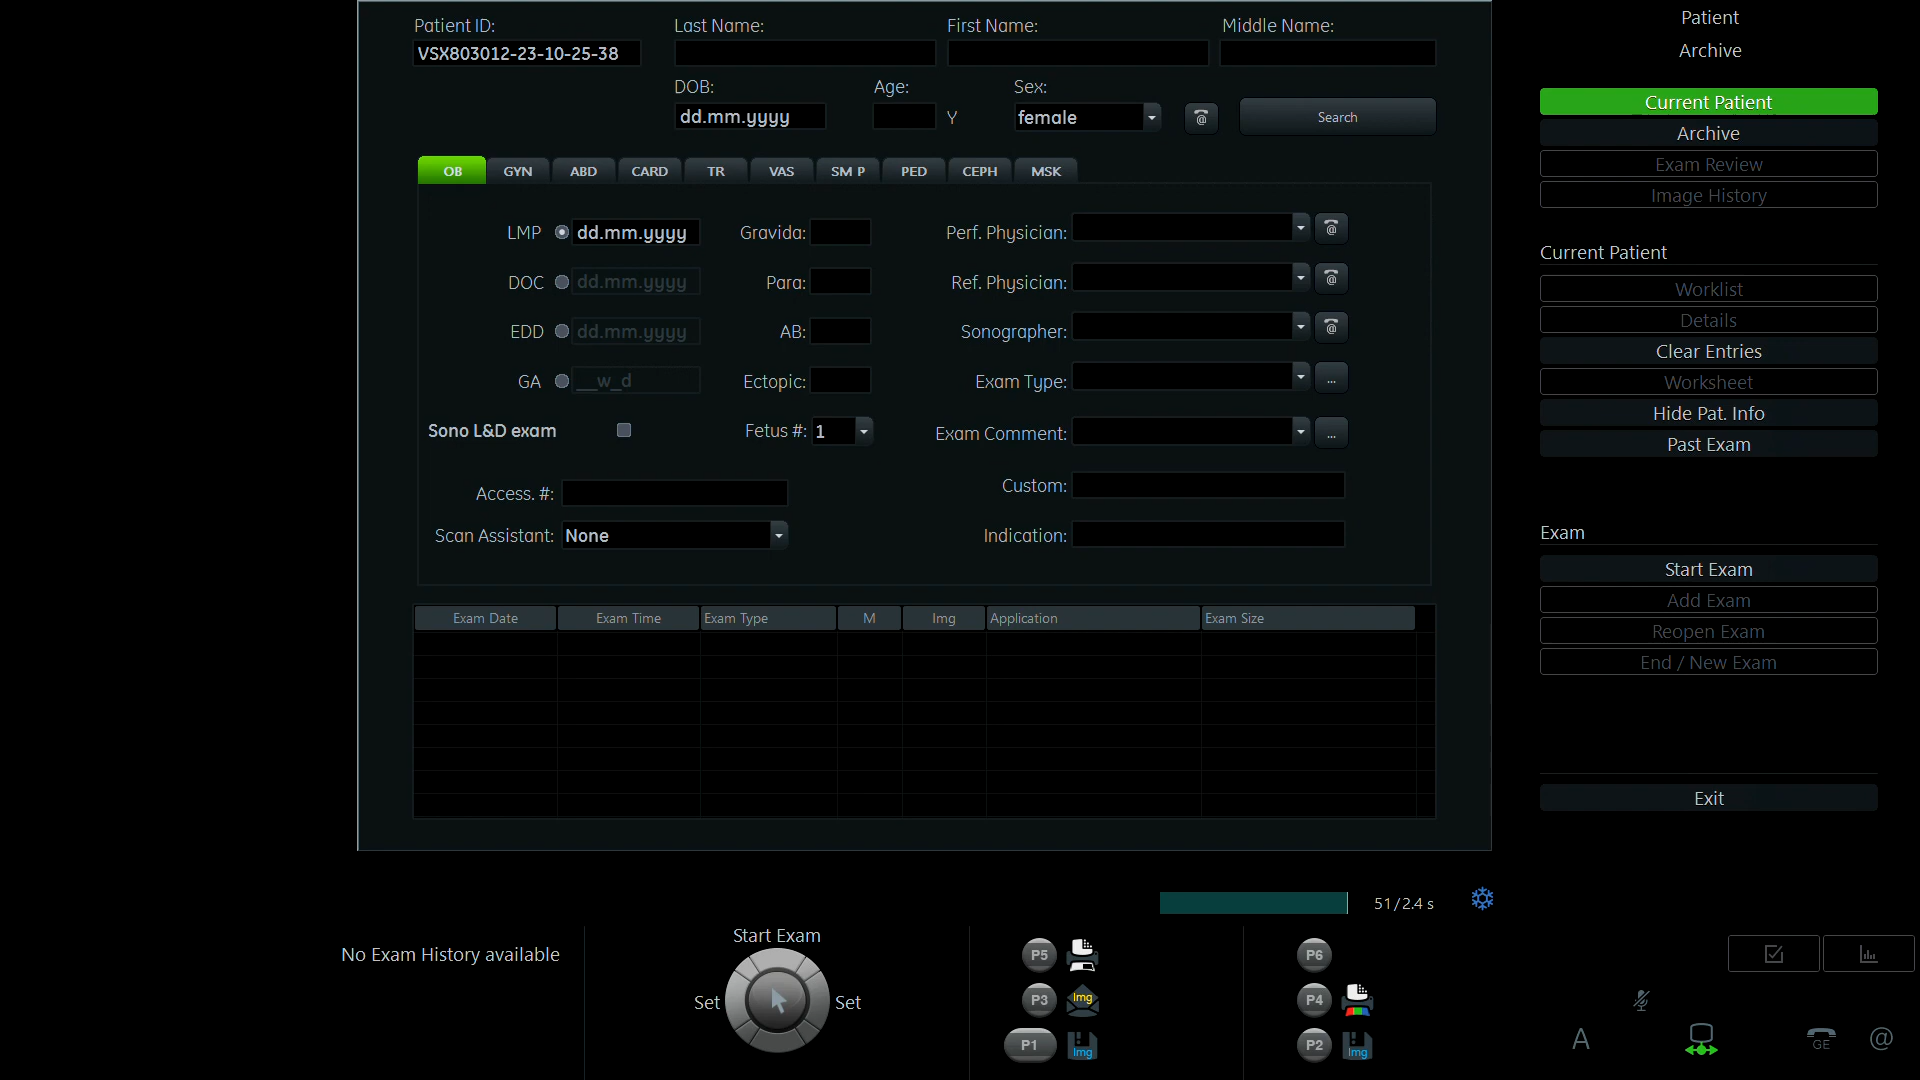 Patient ID: Last Name: First Name: Middle Name:
VSX803012-23-10-25-38
DOB: Age: Sex:
dd.mm.yyyy Y female @ Search
OB GYN ABD CARD TR VAS SM P PED CEPH MSK
LMP dd.mm.yyyy Gravida: Perf. Physician: @
DOC dd.mm.yyyy Para: Ref. Physician: @
EDD dd.mm.yyyy AB: Sonographer: @
GA __w_d Ectopic: Exam Type: ...
Sono L&D exam Fetus #: 1 Exam Comment: ...
Access. #: Custom:
Scan Assistant: None Indication:
Exam Date Exam Time Exam Type M Img Application Exam Size
Patient
Archive
Current Patient
Archive
Exam Review
Image History
Current Patient
Worklist
Details
Clear Entries
Worksheet
Hide Pat. Info
Past Exam
Exam
Start Exam
Add Exam
Reopen Exam
End / New Exam
Exit
51/2.4 s
No Exam History available
Start Exam
Set Set
P5 P6
P3 Img P4
P1 Img P2 Img
A GE @